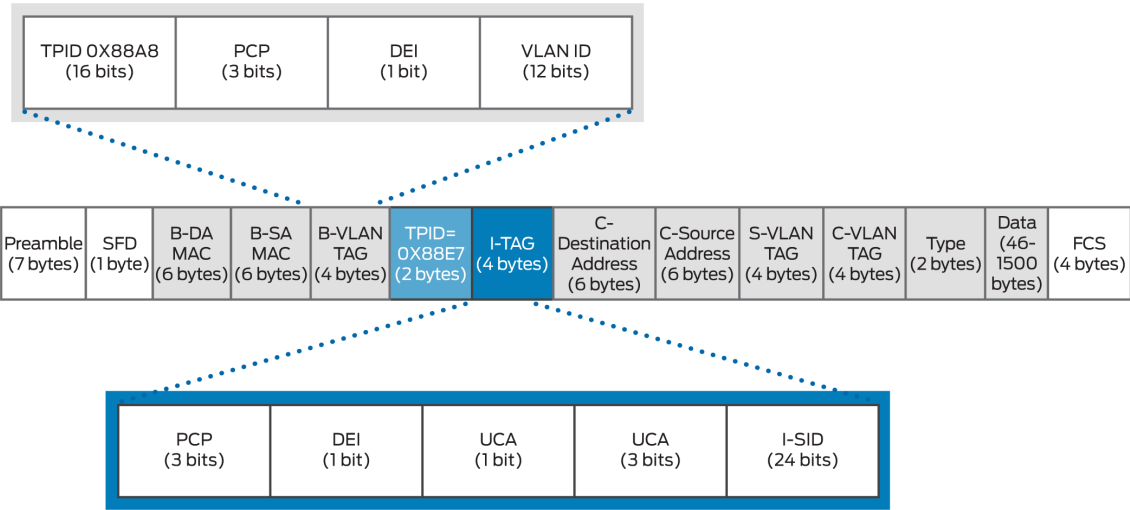 TPID 0X88A8
(16 bits)
PCP
(3 bits)
DEI
(1 bit)
VLAN ID
(12 bits)
Preamble
(7 bytes)
SFD
(1 byte)
B-DA
MAC
(6 bytes)
B-SA
MAC
(6 bytes)
B-VLAN
TAG
(4 bytes)
TPID=
0X88E7
(2 bytes)
I-TAG
(4 bytes)
C-
Destination
Address
(6 bytes)
C-Source
Address
(6 bytes)
S-VLAN
TAG
(4 bytes)
C-VLAN
TAG
(4 bytes)
Type
(2 bytes)
Data
(46-
1500
bytes)
FCS
(4 bytes)
PCP
(3 bits)
DEI
(1 bit)
UCA
(1 bit)
UCA
(3 bits)
I-SID
(24 bits)